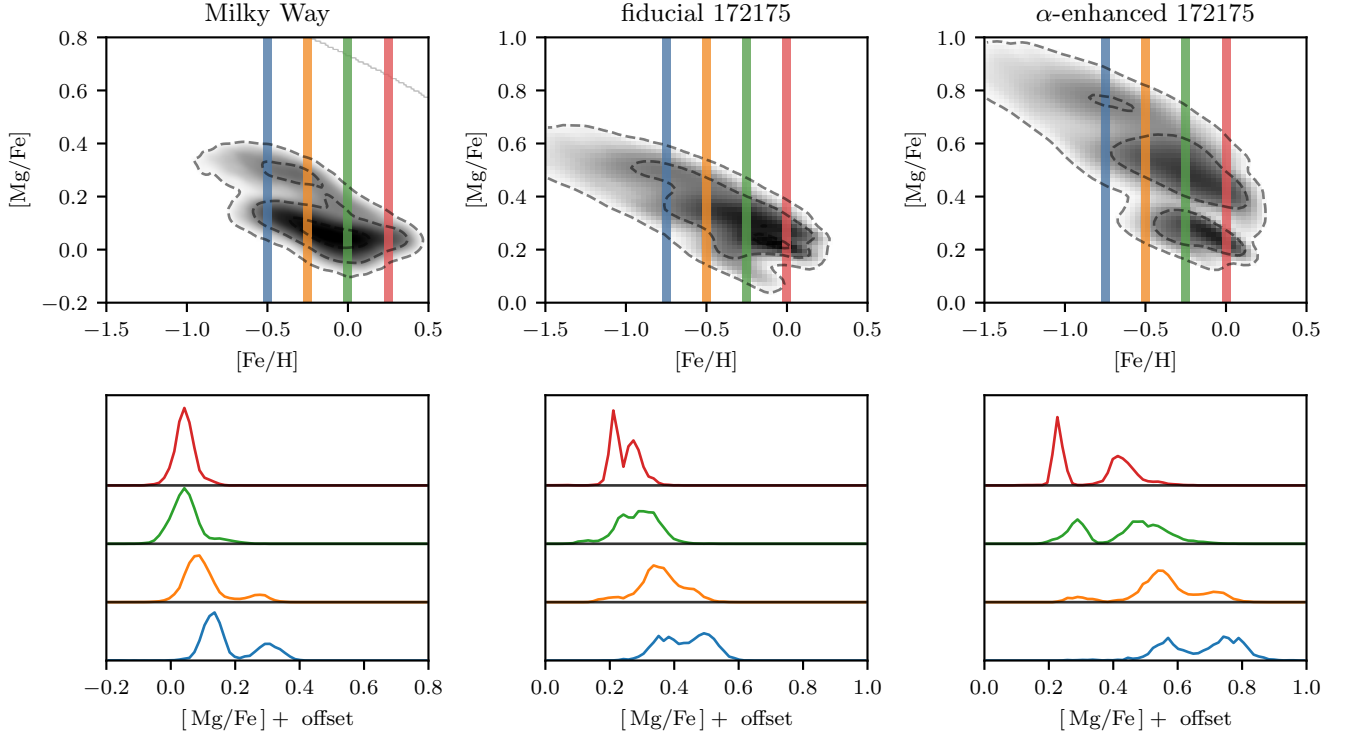 Milky Way
fiducial 172175
α-enhanced 172175
0.8
0.6
0.4
0.2
0.0
−0.2
[Mg/Fe]
−1.5 −1.0 −0.5 0.0 0.5
[Fe/H]
1.0
0.8
0.6
0.4
0.2
0.0
[Mg/Fe]
−1.5 −1.0 −0.5 0.0 0.5
[Fe/H]
1.0
0.8
0.6
0.4
0.2
0.0
[Mg/Fe]
−1.5 −1.0 −0.5 0.0 0.5
[Fe/H]
−0.2 0.0 0.2 0.4 0.6 0.8
[Mg/Fe] + offset
0.0 0.2 0.4 0.6 0.8 1.0
[Mg/Fe] + offset
0.0 0.2 0.4 0.6 0.8 1.0
[Mg/Fe] + offset